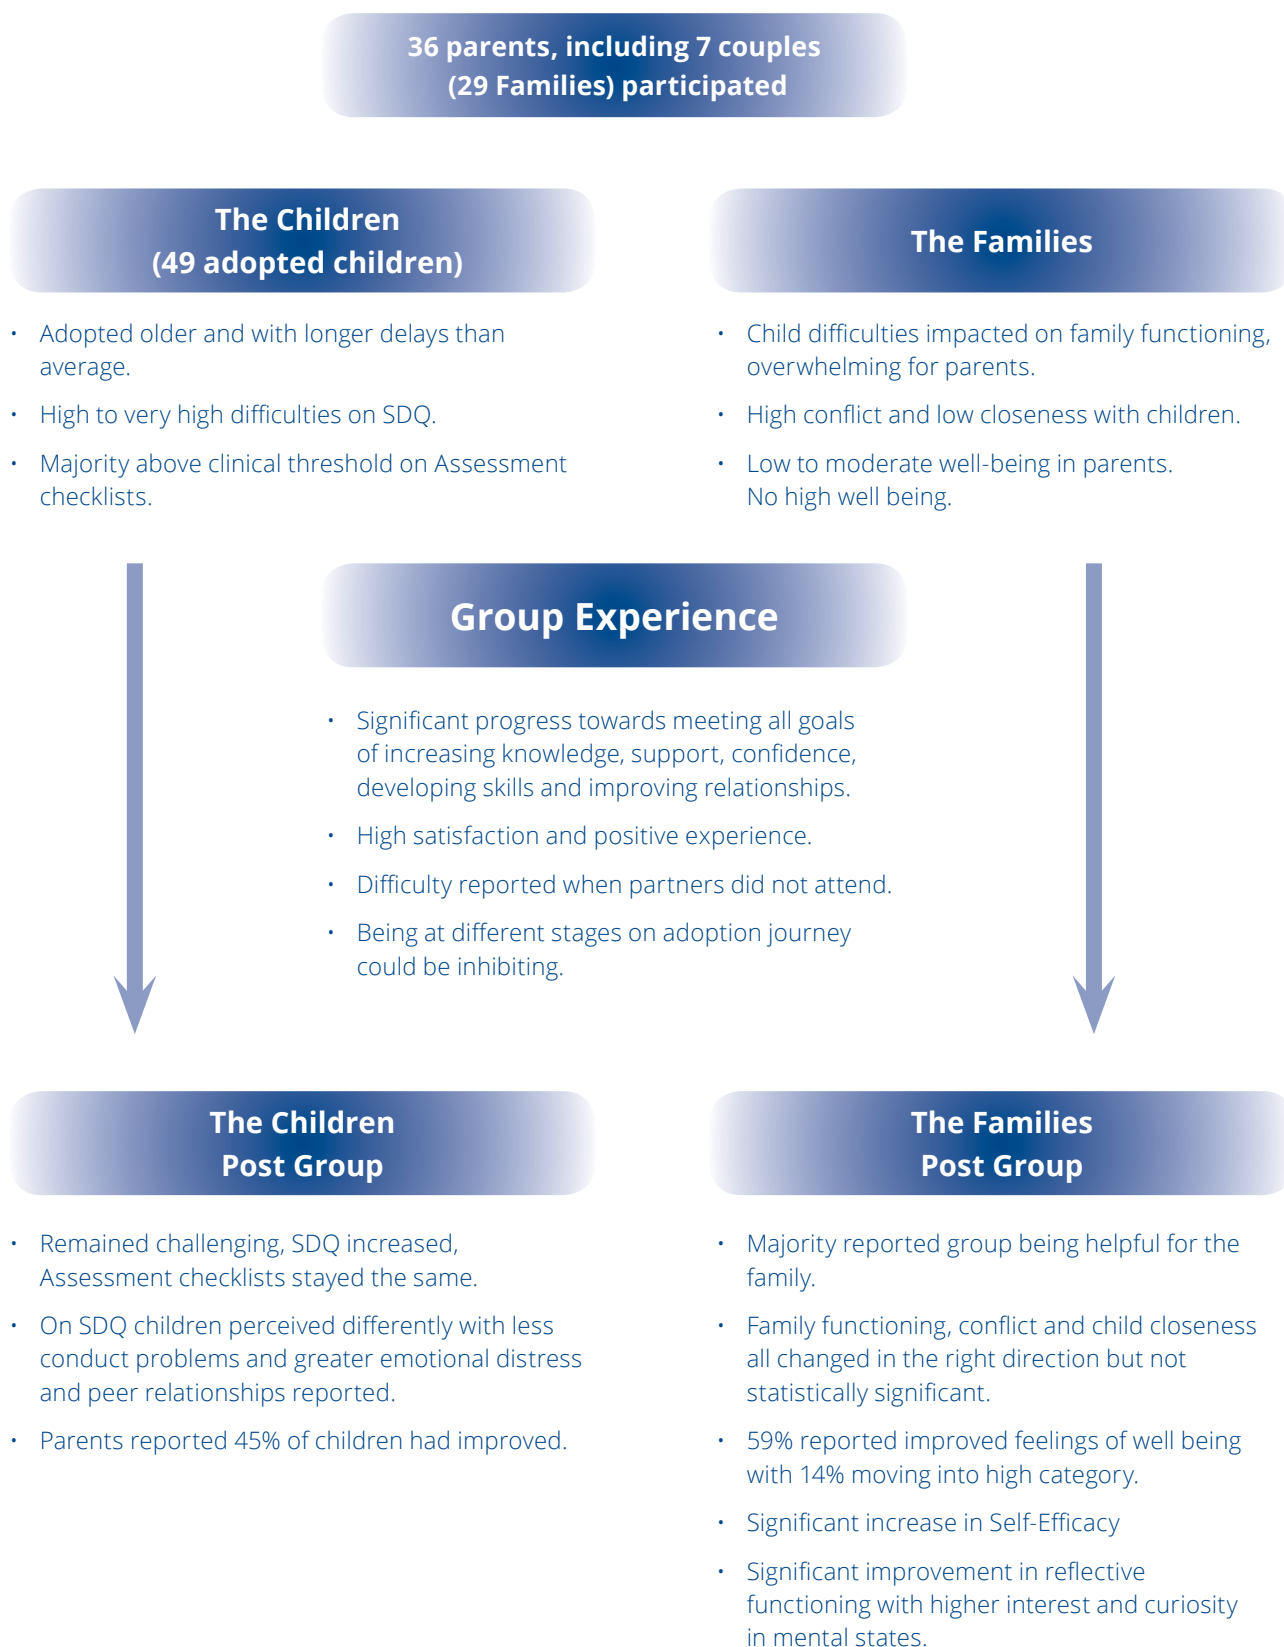 36 parents, including 7 couples
(29 Families) participated
The Children
(49 adopted children)
• Adopted older and with longer delays than
average.
• High to very high difficulties on SDQ.
• Majority above clinical threshold on Assessment
checklists.
The Families
• Child difficulties impacted on family functioning,
overwhelming for parents.
• High conflict and low closeness with children.
• Low to moderate well-being in parents.
No high well being.
Group Experience
• Significant progress towards meeting all goals
of increasing knowledge, support, confidence,
developing skills and improving relationships.
• High satisfaction and positive experience.
• Difficulty reported when partners did not attend.
• Being at different stages on adoption journey
could be inhibiting.
The Children
Post Group
• Remained challenging, SDQ increased,
Assessment checklists stayed the same.
• On SDQ children perceived differently with less
conduct problems and greater emotional distress
and peer relationships reported.
• Parents reported 45% of children had improved.
The Families
Post Group
• Majority reported group being helpful for the
family.
• Family functioning, conflict and child closeness
all changed in the right direction but not
statistically significant.
• 59% reported improved feelings of well being
with 14% moving into high category.
• Significant increase in Self-Efficacy
• Significant improvement in reflective
functioning with higher interest and curiosity
in mental states.